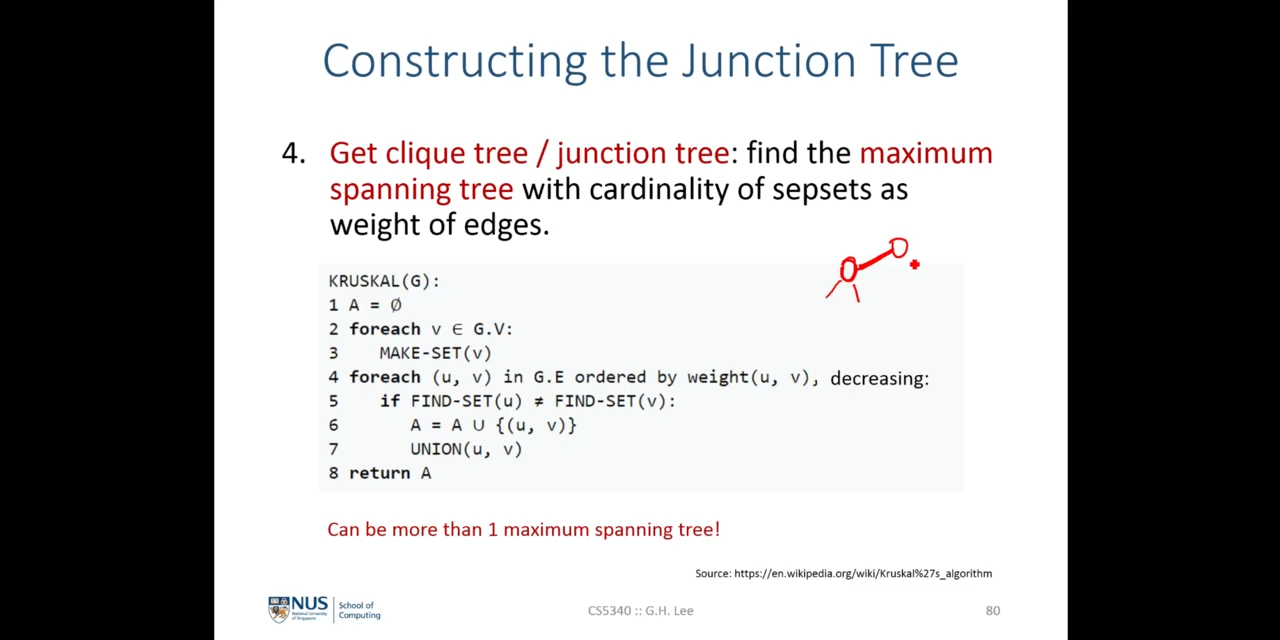 Constructing the Junction Tree
4. Get clique tree / junction tree: find the maximum
spanning tree with cardinality of sepsets as
weight of edges.
KRUSKAL(G):
1 A = Ø
2 foreach v ∈ G.V:
3 MAKE-SET(v)
4 foreach (u, v) in G.E ordered by weight(u, v), decreasing:
5 if FIND-SET(u) ≠ FIND-SET(v):
6 A = A ∪ {(u, v)}
7 UNION(u, v)
8 return A
Can be more than 1 maximum spanning tree!
Source: https://en.wikipedia.org/wiki/Kruskal%27s_algorithm
NUS
National University
of Singapore
School of
Computing
CS5340 :: G.H. Lee
80